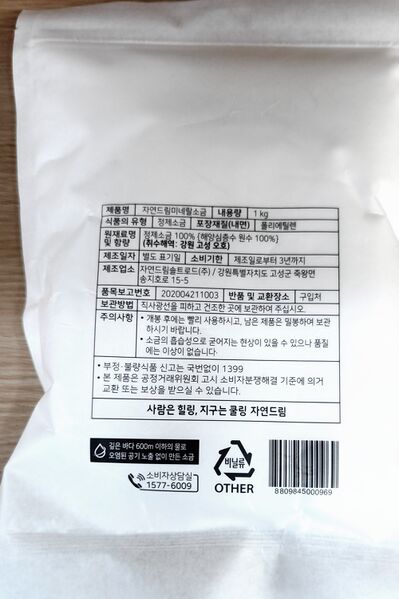 제품명 자연드림미네랄소금 내용량 1kg
식품의 유형 정제소금 포장재질(내면) 폴리에틸렌
원재료명 및 함량 정제소금 100% {해양심층수 원수 100%}
(취수해역: 강원 고성 오호)
제조일자 별도 표기일 소비기한 제조일로부터 3년까지
제조업소 자연드림솔트로드(주) / 강원특별자치도 고성군 죽왕면
송지호로 15-5
품목보고번호 202004211003 반품 및 교환장소 구입처
보관방법 직사광선을 피하고 건조한 곳에 보관하여 주십시오.
주의사항 • 개봉 후에는 빨리 사용하시고, 남은 제품은 밀봉하여 보관
하시기 바랍니다.
• 소금의 흡습성으로 굳어지는 현상이 있을 수 있으나 품질
에는 이상이 없습니다.
• 부정·불량식품 신고는 국번없이 1399
• 본 제품은 공정거래위원회 고시 소비자분쟁해결 기준에 의거
교환 또는 보상을 받으실 수 있습니다.
사람은 힐링, 지구는 쿨링 자연드림
깊은 바다 600m 이하의 물로
오염된 공기 노출 없이 만든 소금
소비자상담실
1577-6009
비닐류
OTHER
8809845000969